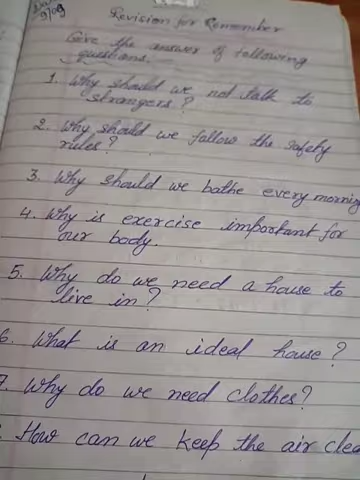 9/09
Revision for Remember
Give the answer of following
questions.
1. Why should we not talk to
strangers?
2. Why should we follow the safety
rules?
3. Why should we bathe every morning
4. Why is exercise important for
our body.
5. Why do we need a house to
live in?
6. What is an ideal house?
7. Why do we need clothes?
How can we keep the air clea